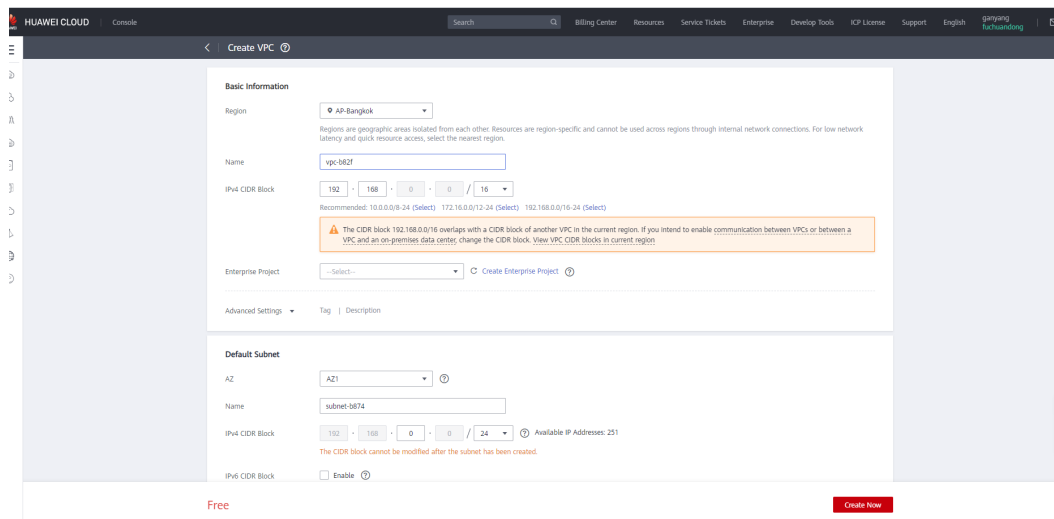 HUAWEI CLOUD | Console Search Billing Center Resources Service Tickets Enterprise Develop Tools ICP License Support English ganyang
fuchuandong
< | Create VPC ?
Basic Information
Region AP-Bangkok
Regions are geographic areas isolated from each other. Resources are region-specific and cannot be used across regions through internal network connections. For low network
latency and quick resource access, select the nearest region.
Name vpc-b82f
IPv4 CIDR Block 192 · 168 · 0 · 0 / 16
Recommended: 10.0.0.0/8-24 (Select) 172.16.0.0/12-24 (Select) 192.168.0.0/16-24 (Select)
The CIDR block 192.168.0.0/16 overlaps with a CIDR block of another VPC in the current region. If you intend to enable communication between VPCs or between a
VPC and an on-premises data center, change the CIDR block. View VPC CIDR blocks in current region
Enterprise Project --Select-- Create Enterprise Project ?
Advanced Settings Tag | Description
Default Subnet
AZ AZ1 ?
Name subnet-b874
IPv4 CIDR Block 192 · 168 · 0 · 0 / 24 ? Available IP Addresses: 251
The CIDR block cannot be modified after the subnet has been created.
IPv6 CIDR Block Enable ?
Free Create Now